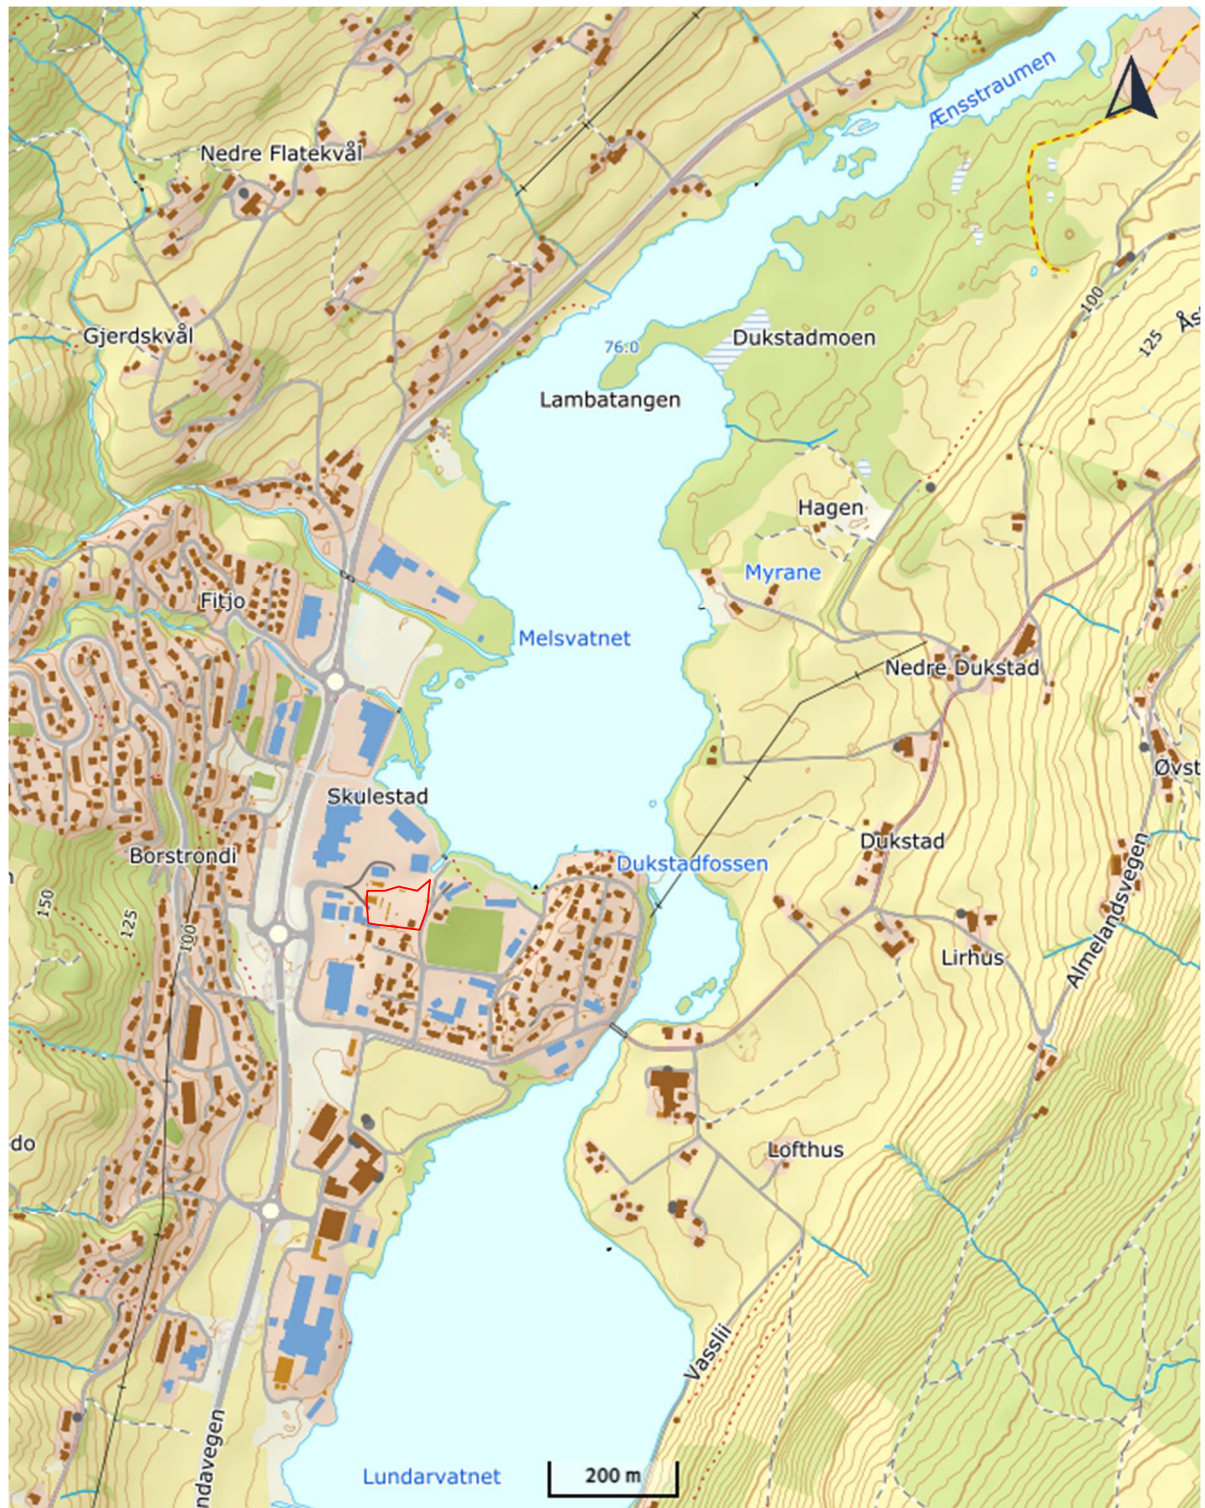 Ænsstraumen
Nedre Flatekvål
100
Gjerdskvål
76.0
Dukstadmoen
125
Ås
Lambatangen
Hagen
Myrane
Fitjo
Melsvatnet
Nedre Dukstad
Øvst
Skulestad
Dukstad
Borstrondi
Dukstadfossen
150
125
100
Almelandsvegen
Lirhus
do
Lofthus
Vasslii
ndavegen
Lundarvatnet
200 m